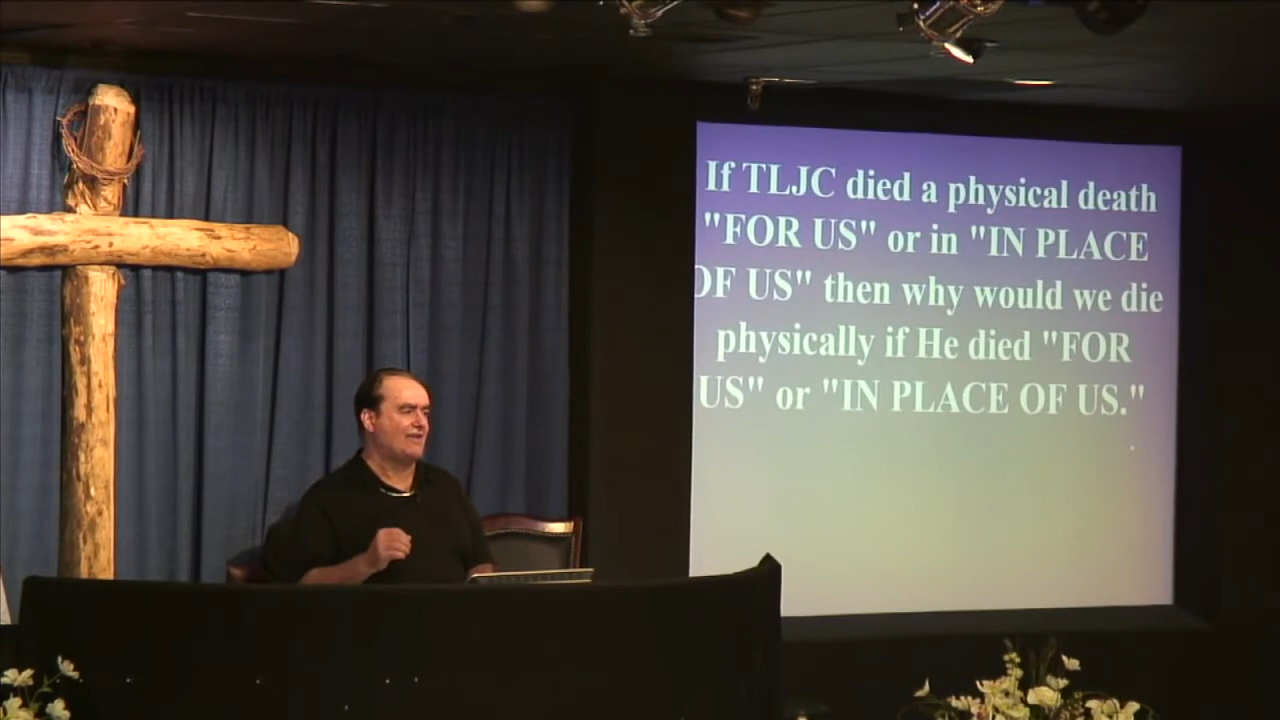 If TLJC died a physical death
"FOR US" or in "IN PLACE
OF US" then why would we die
physically if He died "FOR
US" or "IN PLACE OF US."